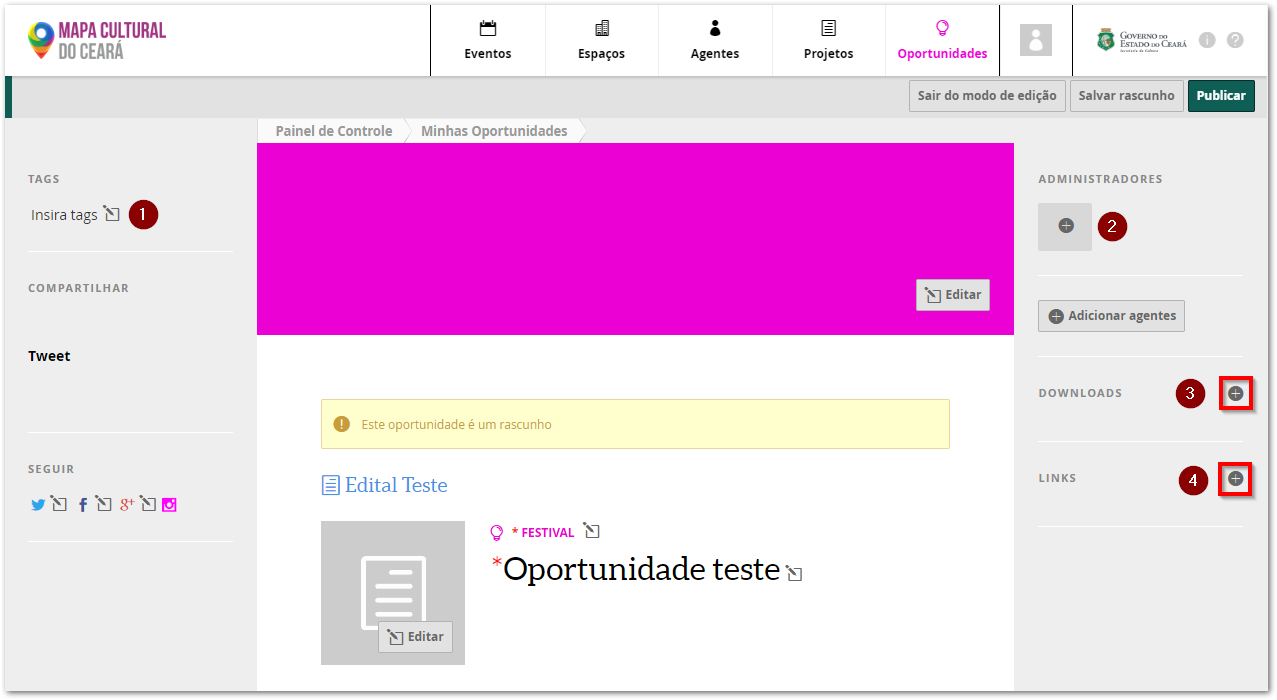 MAPA CULTURAL
DO CEARÁ
Eventos
Espaços
Agentes
Projetos
Oportunidades
GOVERNO DO
ESTADO DO CEARÁ
Secretaria da Cultura
i
?
Sair do modo de edição
Salvar rascunho
Publicar
Painel de Controle
Minhas Oportunidades
TAGS
Insira tags
1
COMPARTILHAR
Tweet
SEGUIR
f
g+
Editar
!
Este oportunidade é um rascunho
Edital Teste
* FESTIVAL
*Oportunidade teste
Editar
ADMINISTRADORES
2
Adicionar agentes
DOWNLOADS
3
LINKS
4